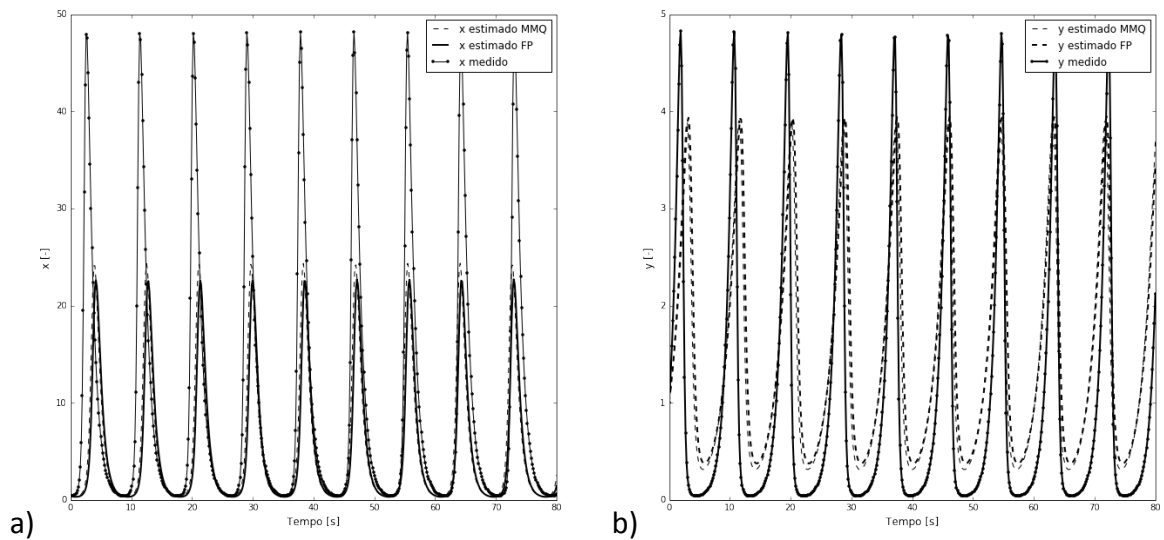 50
40
30
20
10
0
x [-]
0 10 20 30 40 50 60 70 80
Tempo [s]
x estimado MMQ
x estimado FP
x medido
a)
5
4
3
2
1
0
y [-]
0 10 20 30 40 50 60 70 80
Tempo [s]
y estimado MMQ
y estimado FP
y medido
b)